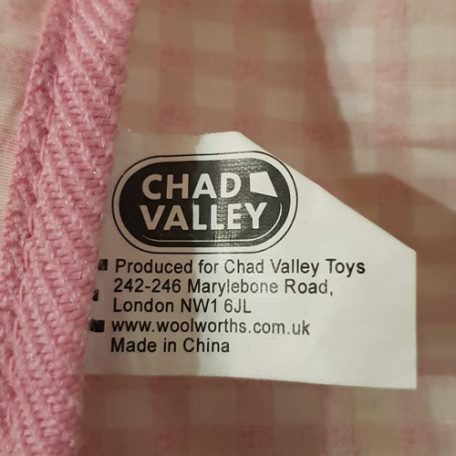 CHAD
VALLEY
Produced for Chad Valley Toys
242-246 Marylebone Road,
London NW1 6JL
www.woolworths.com.uk
Made in China